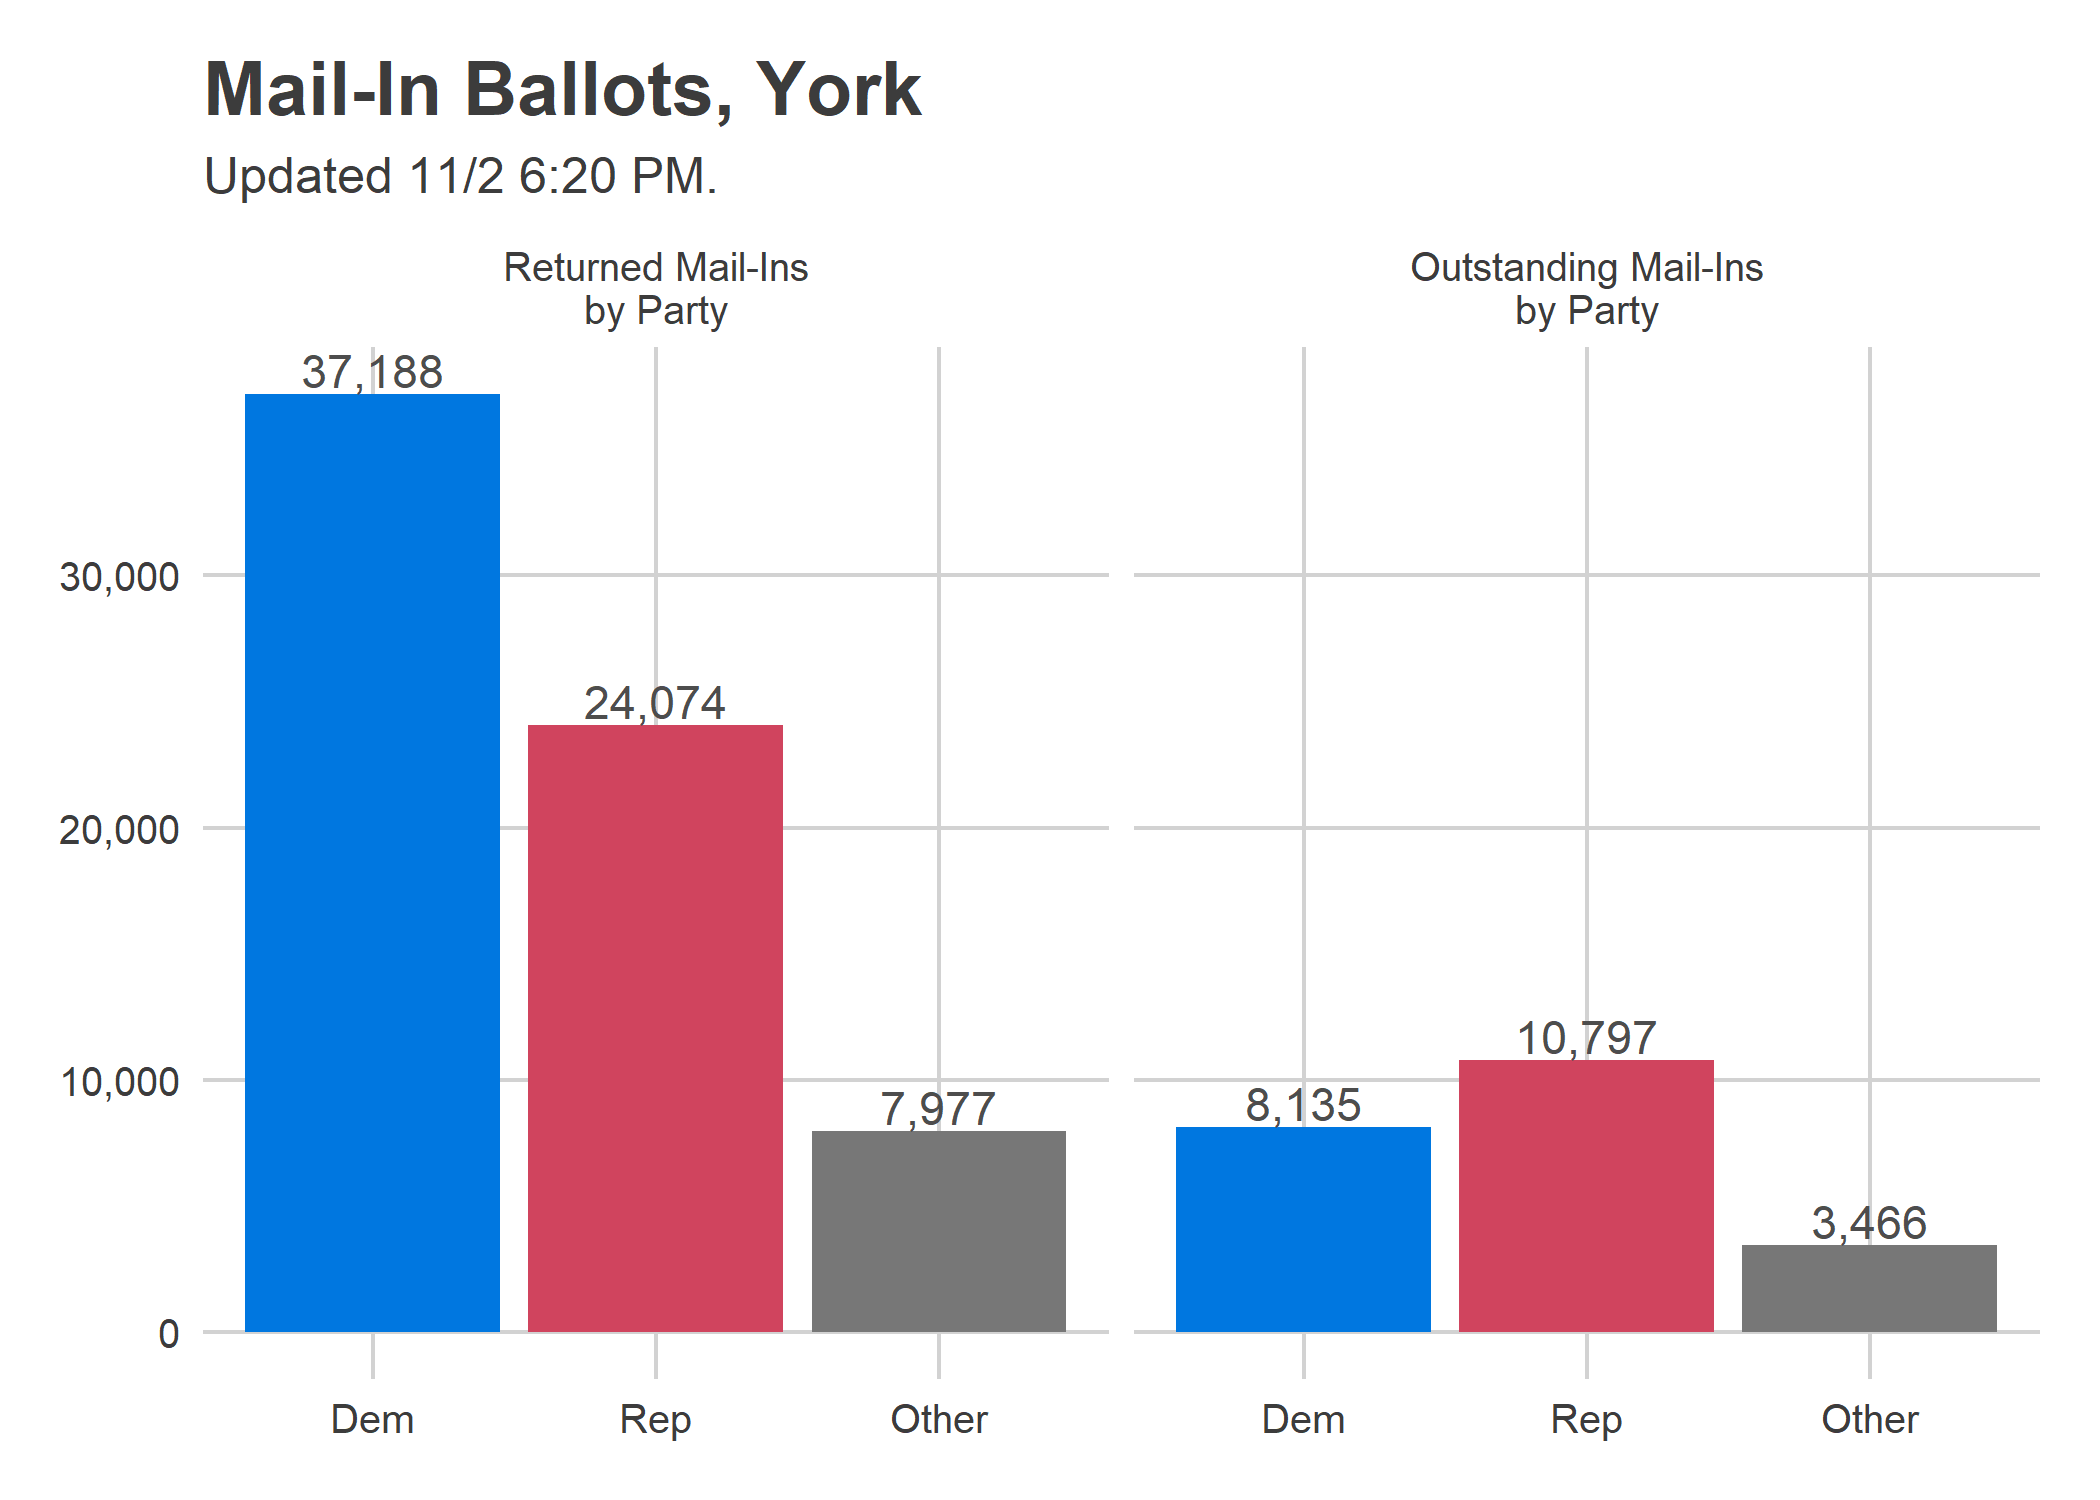 Mail-In Ballots, York
Updated 11/2 6:20 PM.
Returned Mail-Ins
by Party
Outstanding Mail-Ins
by Party
37,188
24,074
7,977
8,135
10,797
3,466
30,000
20,000
10,000
0
Dem Rep Other
Dem Rep Other